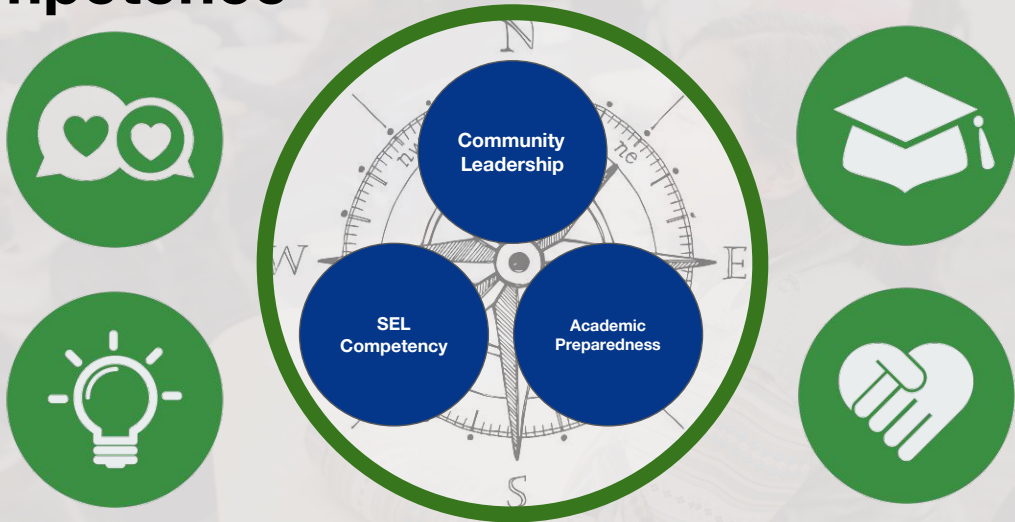 N
Community
Leadership
nw
ne
W
E
SEL
Competency
Academic
Preparedness
S